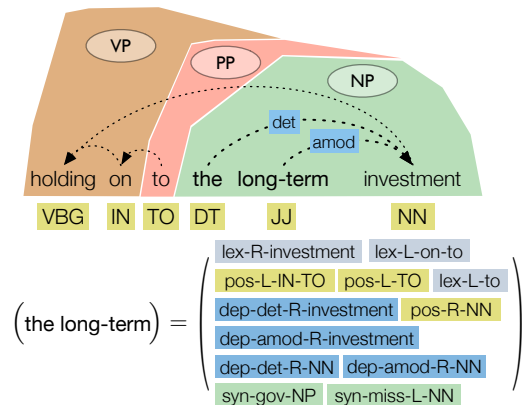 VP
PP
NP
det
amod
holding on to the long-term investment
VBG IN TO DT JJ NN
lex-R-investment lex-L-on-to
pos-L-IN-TO pos-L-TO lex-L-to
(the long-term) = dep-det-R-investment pos-R-NN
dep-amod-R-investment
dep-det-R-NN dep-amod-R-NN
syn-gov-NP syn-miss-L-NN